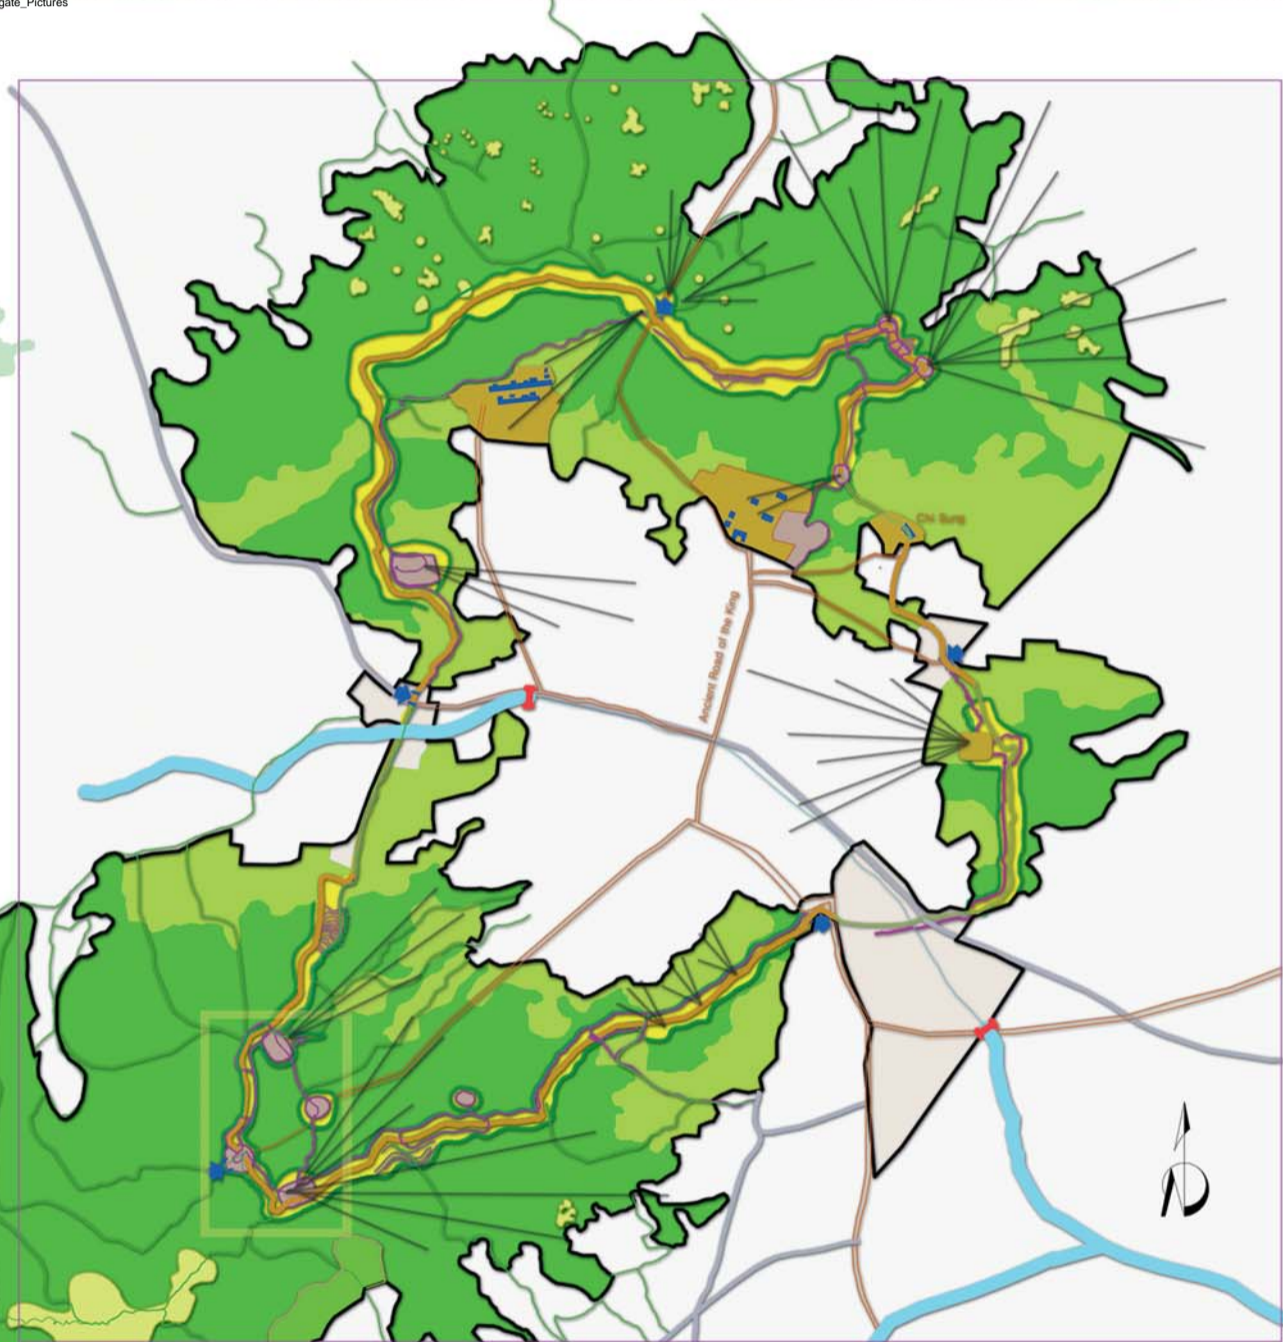 gate_Pictures
Chi Sung
Ancient Road of the King